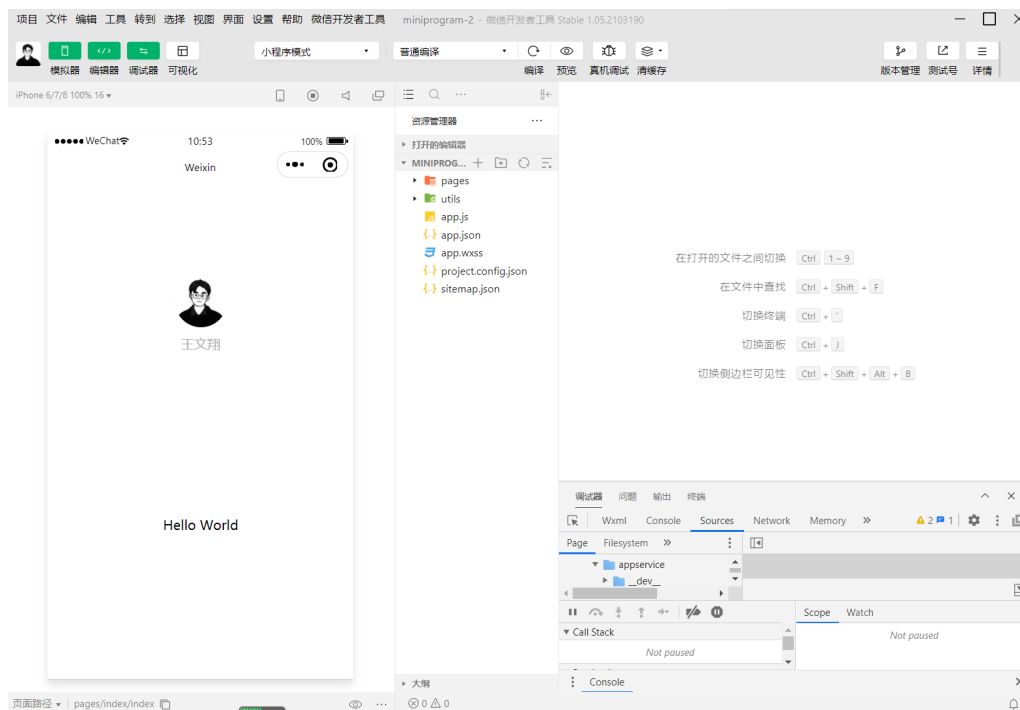 项目 文件 编辑 工具 转到 选择 视图 界面 设置 帮助 微信开发者工具 miniprogram-2 - 微信开发者工具 Stable 1.05.2103190
小程序模式 普通编译
模拟器 编辑器 调试器 可视化 编译 预览 真机调试 清缓存 版本管理 测试号 详情
iPhone 6/7/8 100% 16
WeChat 10:53 100%
Weixin
王文翔
Hello World
页面路径 pages/index/index
资源管理器
打开的编辑器
MINIPROG...
pages
utils
app.js
app.json
app.wxss
project.config.json
sitemap.json
大纲
0 0
在打开的文件之间切换 Ctrl 1 ~ 9
在文件中查找 Ctrl + Shift + F
切换终端 Ctrl + `
切换面板 Ctrl + J
切换侧边栏可见性 Ctrl + Shift + Alt + B
调试器 问题 输出 终端
Wxml Console Sources Network Memory 2 1
Page Filesystem
appservice
__dev__
Scope Watch
Call Stack
Not paused
Not paused
Console